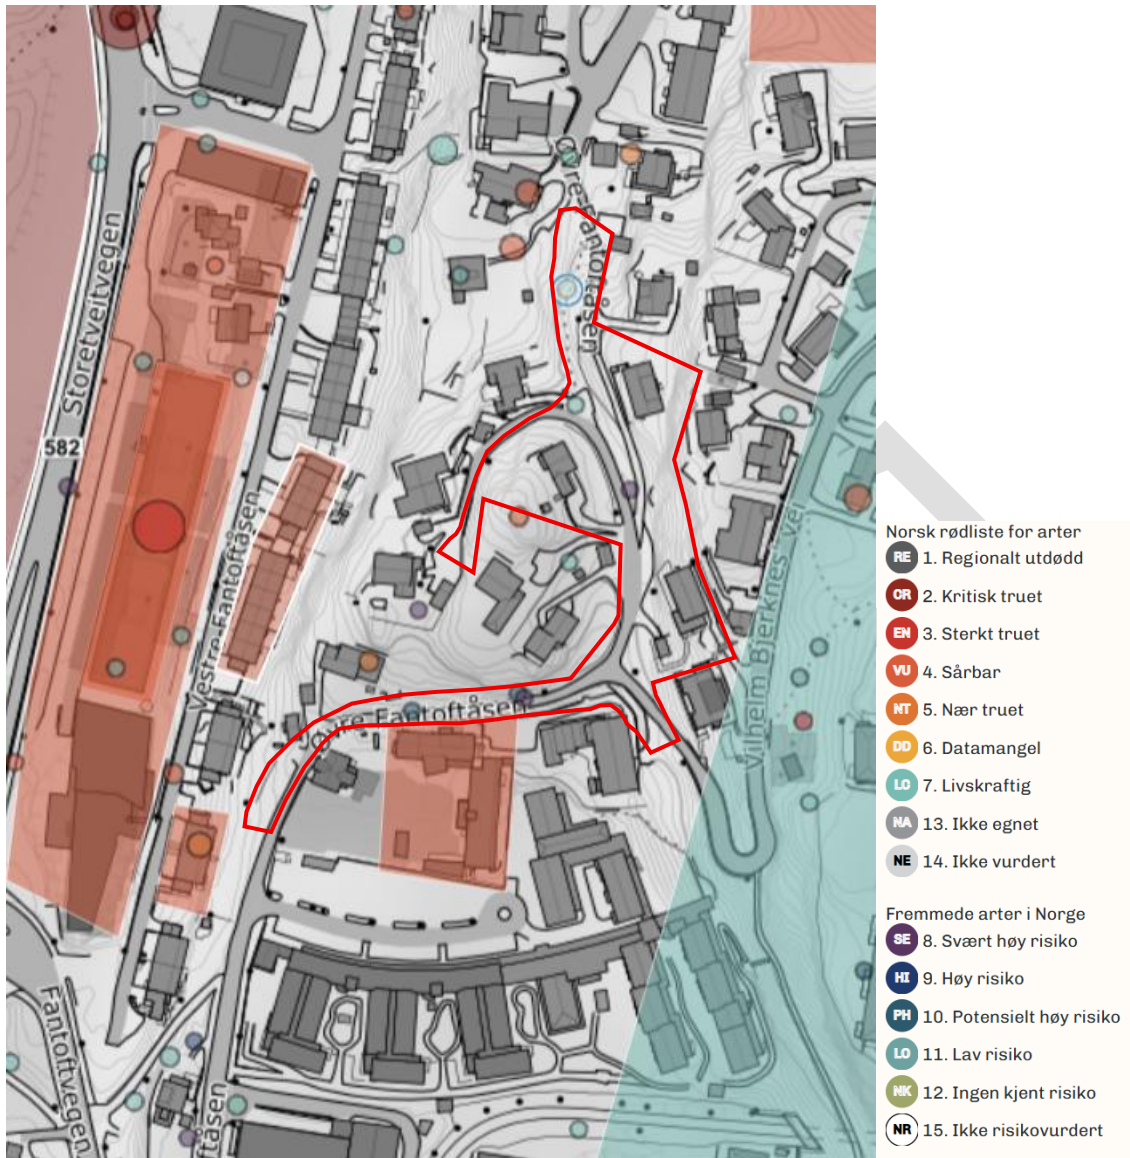 Storetveitvegen
582
Vestre-Fantoftåsen
Øvre-Fantoftåsen
Øvre Fantoftåsen
Vilhelm Bjerknes' vei
Fantoftvegen
ftåsen
Norsk rødliste for arter
RE 1. Regionalt utdødd
CR 2. Kritisk truet
EN 3. Sterkt truet
VU 4. Sårbar
NT 5. Nær truet
DD 6. Datamangel
LC 7. Livskraftig
NA 13. Ikke egnet
NE 14. Ikke vurdert
Fremmede arter i Norge
SE 8. Svært høy risiko
HI 9. Høy risiko
PH 10. Potensielt høy risiko
LO 11. Lav risiko
NK 12. Ingen kjent risiko
NR 15. Ikke risikovurdert